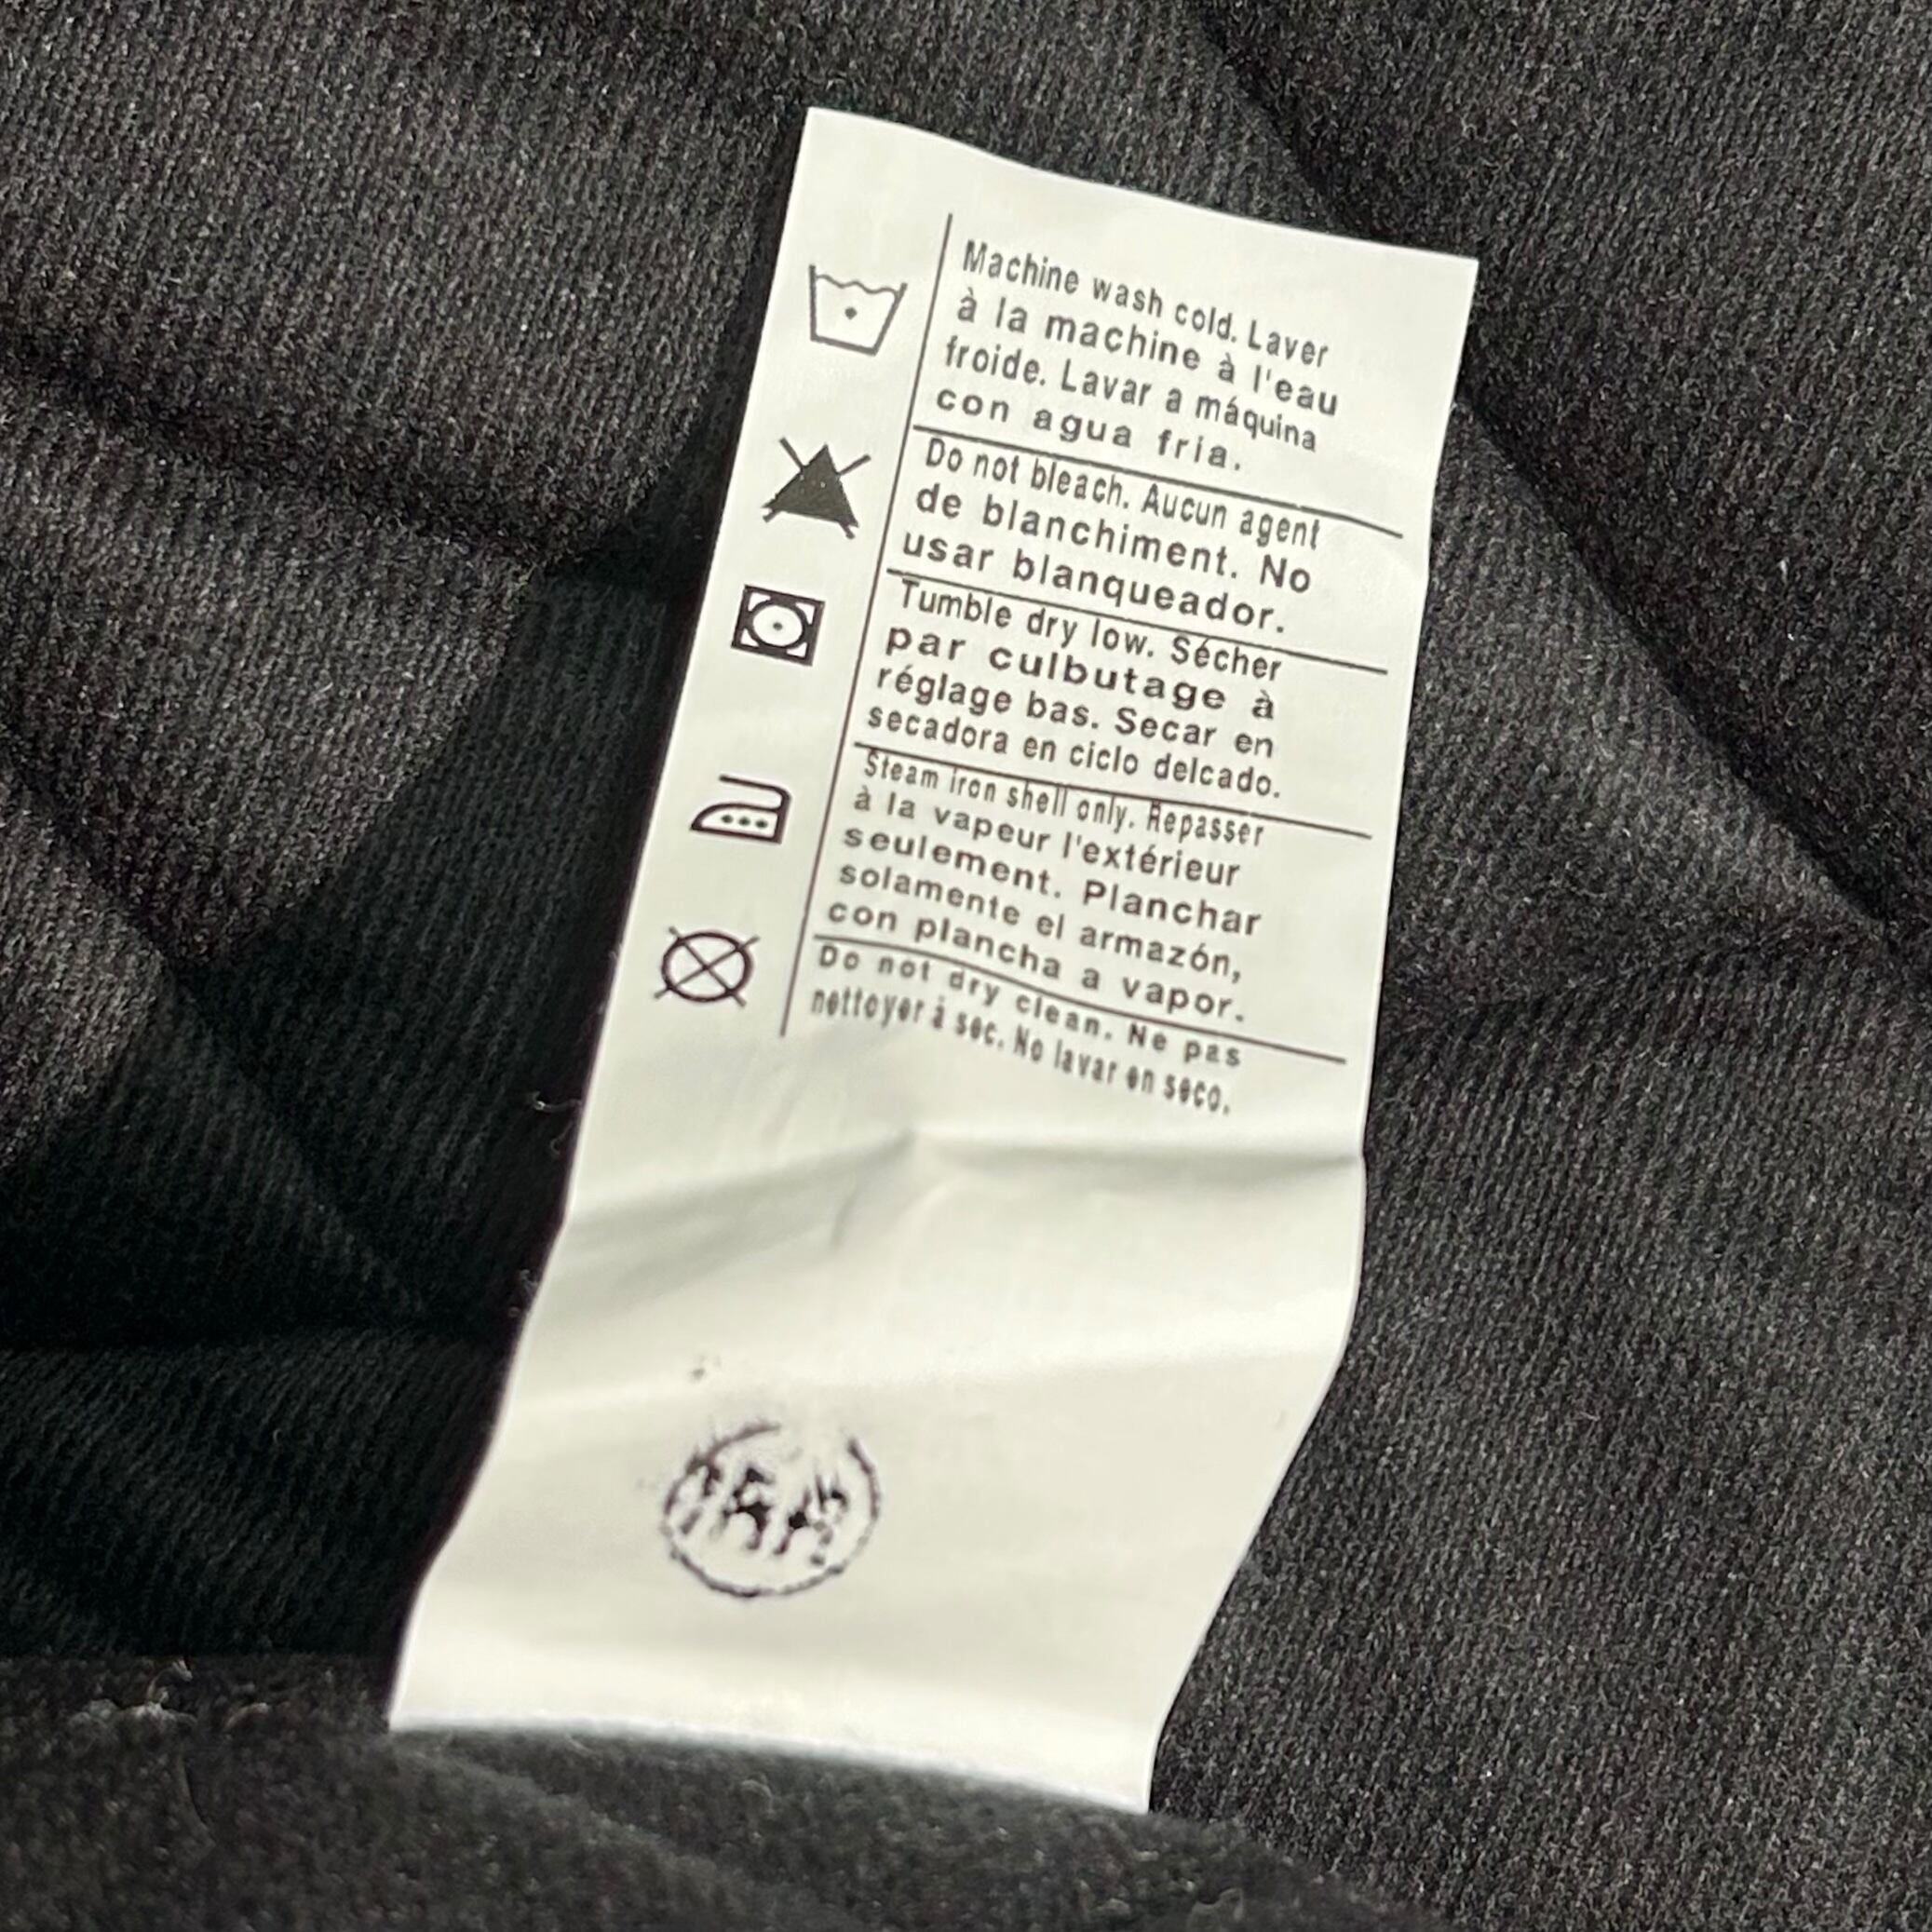 Machine wash cold. Laver
à la machine à l'eau
froide. Lavar a máquina
con agua fria.
Do not bleach. Aucun agent
de blanchiment. No
usar blanqueador.
Tumble dry low. Sécher
par culbutage à
réglage bas. Secar en
secadora en ciclo delcado.
Steam iron shell only. Repasser
à la vapeur l'extérieur
seulement. Planchar
solamente el armazón,
con plancha a vapor.
Do not dry clean. Ne pas
nettoyer à sec. No lavar en seco.